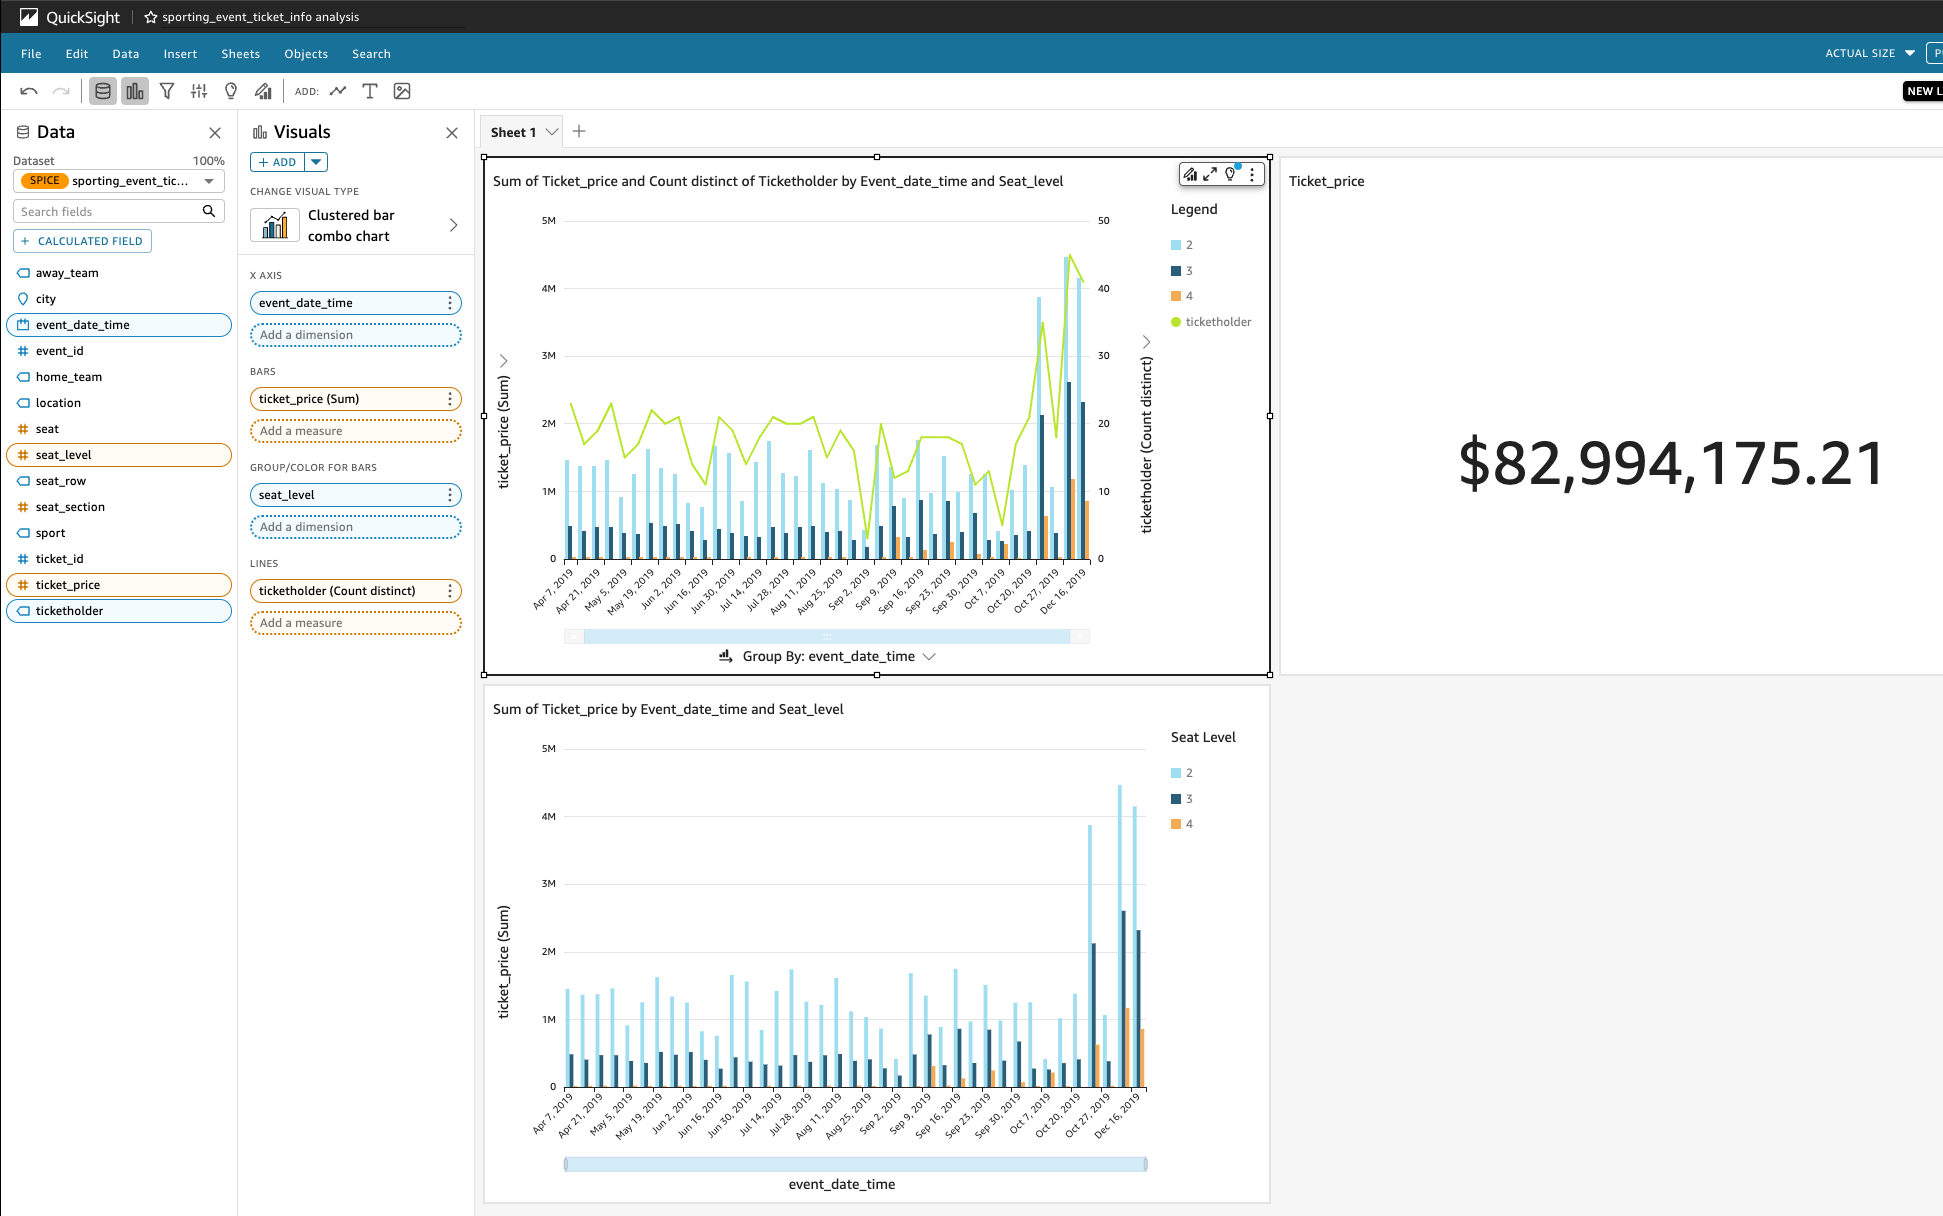 QuickSight
sporting_event_ticket_info analysis
File Edit Data Insert Sheets Objects Search
ACTUAL SIZE
ADD:
NEW L
Data
Dataset 100%
SPICE sporting_event_tic...
Search fields
+ CALCULATED FIELD
away_team
city
event_date_time
event_id
home_team
location
seat
seat_level
seat_row
seat_section
sport
ticket_id
ticket_price
ticketholder
Visuals
+ ADD
CHANGE VISUAL TYPE
Clustered bar
combo chart
X AXIS
event_date_time
Add a dimension
BARS
ticket_price (Sum)
Add a measure
GROUP/COLOR FOR BARS
seat_level
Add a dimension
LINES
ticketholder (Count distinct)
Add a measure
Sheet 1
Sum of Ticket_price and Count distinct of Ticketholder by Event_date_time and Seat_level
ticket_price (Sum)
5M
4M
3M
2M
1M
0
50
40
30
20
10
0
ticketholder (Count distinct)
Legend
2
3
4
ticketholder
Apr 7, 2019
Apr 21, 2019
May 5, 2019
May 19, 2019
Jun 2, 2019
Jun 16, 2019
Jun 30, 2019
Jul 14, 2019
Jul 28, 2019
Aug 11, 2019
Aug 25, 2019
Sep 2, 2019
Sep 9, 2019
Sep 16, 2019
Sep 23, 2019
Sep 30, 2019
Oct 7, 2019
Oct 20, 2019
Oct 27, 2019
Dec 16, 2019
Group By: event_date_time
Ticket_price
$82,994,175.21
Sum of Ticket_price by Event_date_time and Seat_level
ticket_price (Sum)
5M
4M
3M
2M
1M
0
Seat Level
2
3
4
Apr 7, 2019
Apr 21, 2019
May 5, 2019
May 19, 2019
Jun 2, 2019
Jun 16, 2019
Jun 30, 2019
Jul 14, 2019
Jul 28, 2019
Aug 11, 2019
Aug 25, 2019
Sep 2, 2019
Sep 9, 2019
Sep 16, 2019
Sep 23, 2019
Sep 30, 2019
Oct 7, 2019
Oct 20, 2019
Oct 27, 2019
Dec 16, 2019
event_date_time